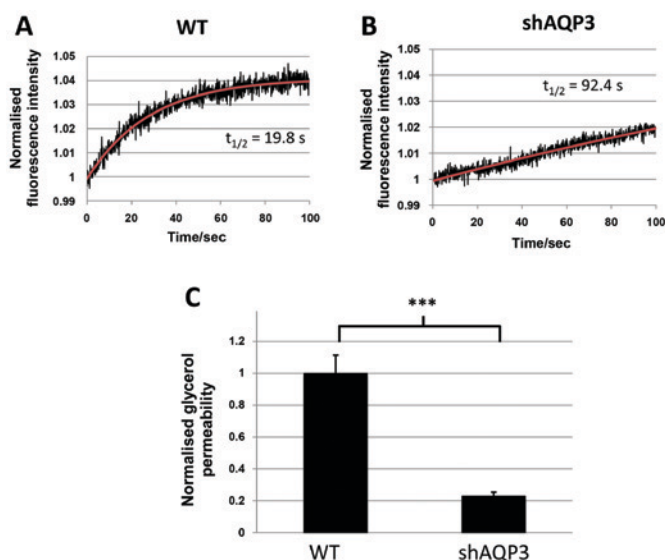 A
WT
Normalised
fluorescence intensity
1.05
1.04
1.03
1.02
1.01
1
0.99
t1/2 = 19.8 s
0 20 40 60 80 100
Time/sec
B
shAQP3
Normalised
fluorescence intensity
1.05
1.04
1.03
1.02
1.01
1
0.99
t1/2 = 92.4 s
0 20 40 60 80 100
Time/sec
C
***
Normalised glycerol
permeability
1.2
1
0.8
0.6
0.4
0.2
0
WT shAQP3